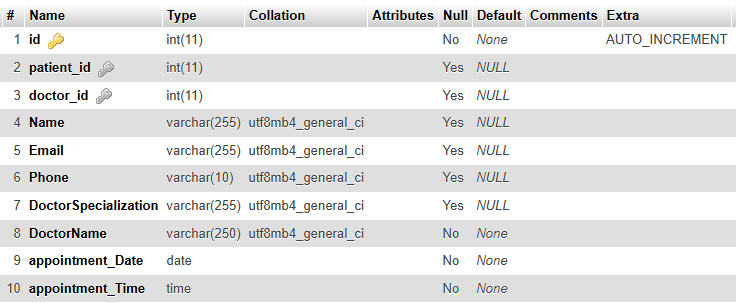 # Name Type Collation Attributes Null Default Comments Extra
1 id int(11) No None AUTO_INCREMENT
2 patient_id int(11) Yes NULL
3 doctor_id int(11) Yes NULL
4 Name varchar(255) utf8mb4_general_ci Yes NULL
5 Email varchar(255) utf8mb4_general_ci Yes NULL
6 Phone varchar(10) utf8mb4_general_ci Yes NULL
7 DoctorSpecialization varchar(255) utf8mb4_general_ci Yes NULL
8 DoctorName varchar(250) utf8mb4_general_ci No None
9 appointment_Date date No None
10 appointment_Time time No None